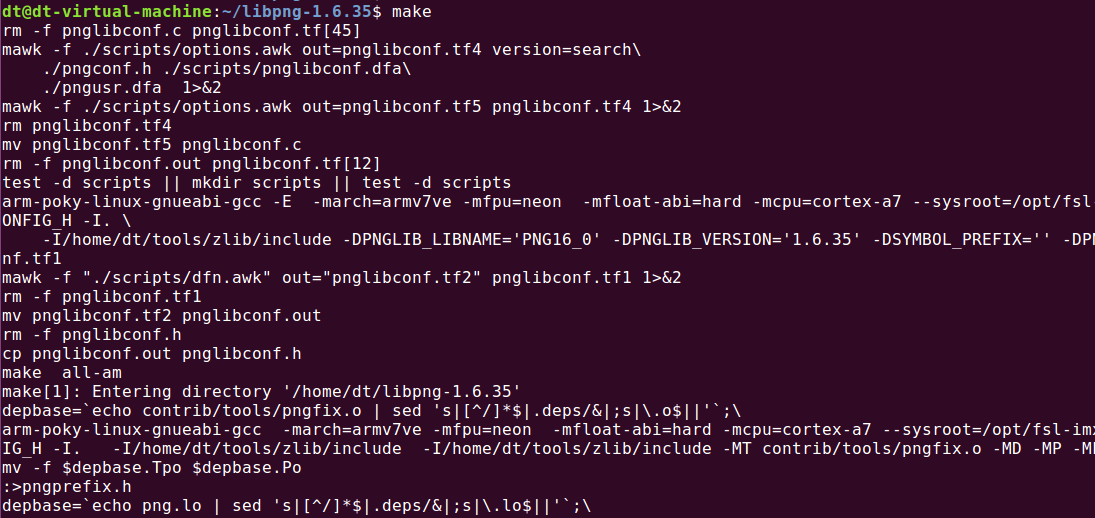 dt@dt-virtual-machine:~/libpng-1.6.35$ make
rm -f pnglibconf.c pnglibconf.tf[45]
mawk -f ./scripts/options.awk out=pnglibconf.tf4 version=search\
    ./pngconf.h ./scripts/pnglibconf.dfa\
    ./pngusr.dfa  1>&2
mawk -f ./scripts/options.awk out=pnglibconf.tf5 pnglibconf.tf4 1>&2
rm pnglibconf.tf4
mv pnglibconf.tf5 pnglibconf.c
rm -f pnglibconf.out pnglibconf.tf[12]
test -d scripts || mkdir scripts || test -d scripts
arm-poky-linux-gnueabi-gcc -E  -march=armv7ve -mfpu=neon  -mfloat-abi=hard -mcpu=cortex-a7 --sysroot=/opt/fsl-
ONFIG_H -I. \
    -I/home/dt/tools/zlib/include -DPNGLIB_LIBNAME='PNG16_0' -DPNGLIB_VERSION='1.6.35' -DSYMBOL_PREFIX='' -DPN
nf.tf1
mawk -f "./scripts/dfn.awk" out="pnglibconf.tf2" pnglibconf.tf1 1>&2
rm -f pnglibconf.tf1
mv pnglibconf.tf2 pnglibconf.out
rm -f pnglibconf.h
cp pnglibconf.out pnglibconf.h
make  all-am
make[1]: Entering directory '/home/dt/libpng-1.6.35'
depbase=`echo contrib/tools/pngfix.o | sed 's|[^/]*$|.deps/&|;s|\.o$||'`;\
arm-poky-linux-gnueabi-gcc  -march=armv7ve -mfpu=neon  -mfloat-abi=hard -mcpu=cortex-a7 --sysroot=/opt/fsl-imx
IG_H -I.   -I/home/dt/tools/zlib/include  -I/home/dt/tools/zlib/include -MT contrib/tools/pngfix.o -MD -MP -MF
mv -f $depbase.Tpo $depbase.Po
:>pngprefix.h
depbase=`echo png.lo | sed 's|[^/]*$|.deps/&|;s|\.lo$||'`;\